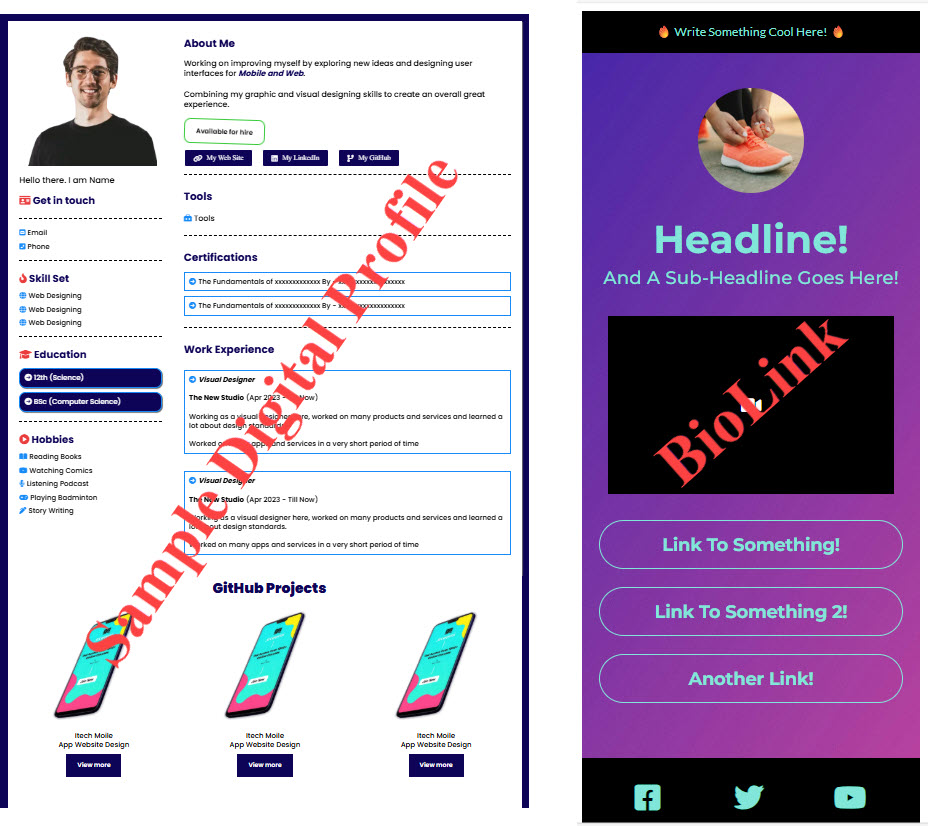 About Me
Working on improving myself by exploring new ideas and designing user
interfaces for Mobile and Web.
Combining my graphic and visual designing skills to create an overall great
experience.
Available for hire
My Web Site
My LinkedIn
My GitHub
Hello there. I am Name
Get in touch
Email
Phone
Skill Set
Web Designing
Web Designing
Web Designing
Education
12th (Science)
BSc (Computer Science)
Hobbies
Reading Books
Watching Comics
Listening Podcast
Playing Badminton
Story Writing
Tools
Tools
Certifications
The Fundamentals of xxxxxxxxxxxxx By - xxxxxxxxxxxxxxxxxxx
The Fundamentals of xxxxxxxxxxxxx By - xxxxxxxxxxxxxxxxxxx
Work Experience
Visual Designer
The New Studio (Apr 2023 - Till Now)
Working as a visual designer here, worked on many products and services and learned a
lot about design standards.
Worked on many apps and services in a very short period of time
Visual Designer
The New Studio (Apr 2023 - Till Now)
Working as a visual designer here, worked on many products and services and learned a
lot about design standards.
Worked on many apps and services in a very short period of time
GitHub Projects
Itech Moile
App Website Design
View more
Itech Moile
App Website Design
View more
Itech Moile
App Website Design
View more
Sample Digital Profile
Write Something Cool Here!
Headline!
And A Sub-Headline Goes Here!
BioLink
Link To Something!
Link To Something 2!
Another Link!